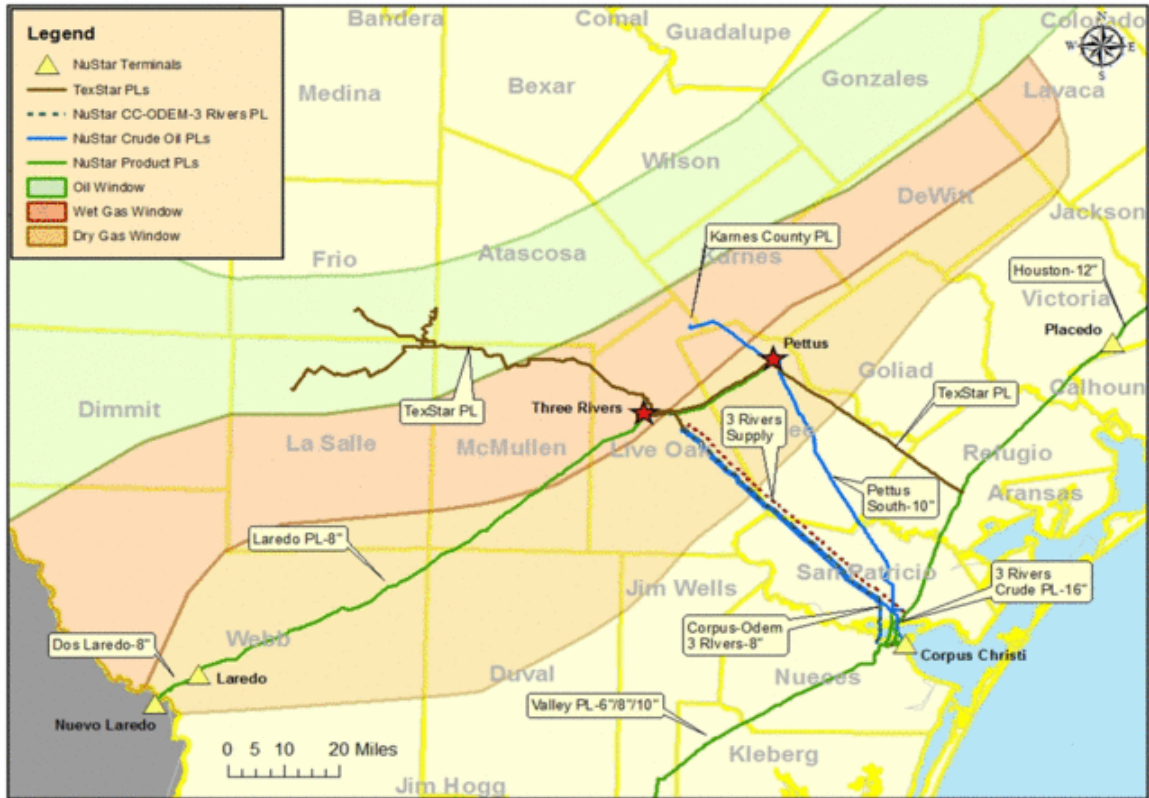 Legend
NuStar Terminals
TexStar PLs
NuStar CC-ODEM-3 Rivers PL
NuStar Crude Oil PLs
NuStar Product PLs
Oil Window
Wet Gas Window
Dry Gas Window
Bandera
Comal
Guadalupe
Colorado
N
W
E
S
Medina
Bexar
Gonzales
Lavaca
Wilson
DeWitt
Jackson
Karnes County PL
Karnes
Frio
Atascosa
Houston-12"
Victoria
Placedo
Pettus
Goliad
Calhoun
Dimmit
TexStar PL
Three Rivers
TexStar PL
3 Rivers
Supply
La Salle
McMullen
Live Oak
Refugio
Aransas
Pettus
South-10"
Laredo PL-8"
Jim Wells
San Patricio
3 Rivers
Crude PL-16"
Dos Laredo-8"
Webb
Corpus-Odem
3 Rivers-8"
Corpus Christi
Laredo
Duval
Nueces
Nuevo Laredo
Valley PL-6"/8"/10"
0 5 10 20 Miles
Kleberg
Jim Hogg